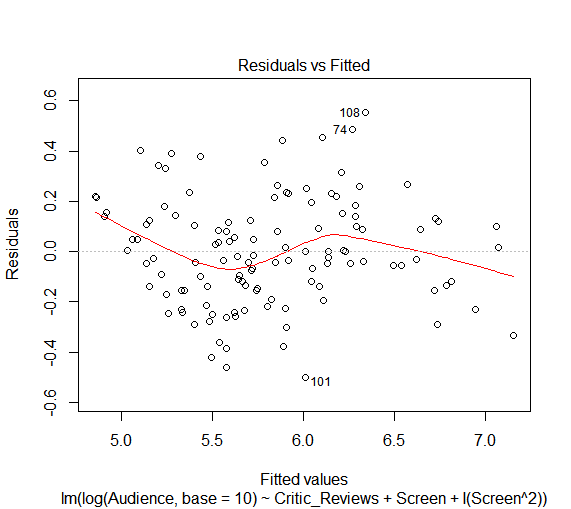 Residuals vs Fitted
Residuals
0.6
0.4
0.2
0.0
-0.2
-0.4
-0.6
108
74
101
5.0 5.5 6.0 6.5 7.0
Fitted values
lm(log(Audience, base = 10) ~ Critic_Reviews + Screen + I(Screen^2))